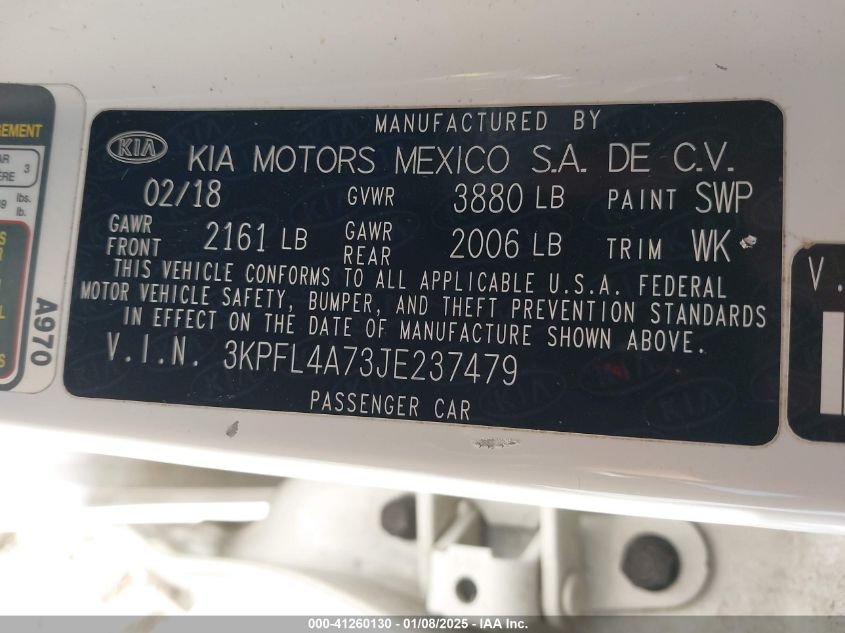 MANUFACTURED BY
KIA KIA MOTORS MEXICO S.A. DE C.V.
02/18 GVWR 3880 LB PAINT SWP
GAWR FRONT 2161 LB GAWR REAR 2006 LB TRIM WK
THIS VEHICLE CONFORMS TO ALL APPLICABLE U.S.A. FEDERAL
MOTOR VEHICLE SAFETY, BUMPER, AND THEFT PREVENTION STANDARDS
IN EFFECT ON THE DATE OF MANUFACTURE SHOWN ABOVE.
V.I.N. 3KPFL4A73JE237479
PASSENGER CAR
3
lbs.
lb.
A970
V.
000-41260130 - 01/08/2025 - IAA Inc.